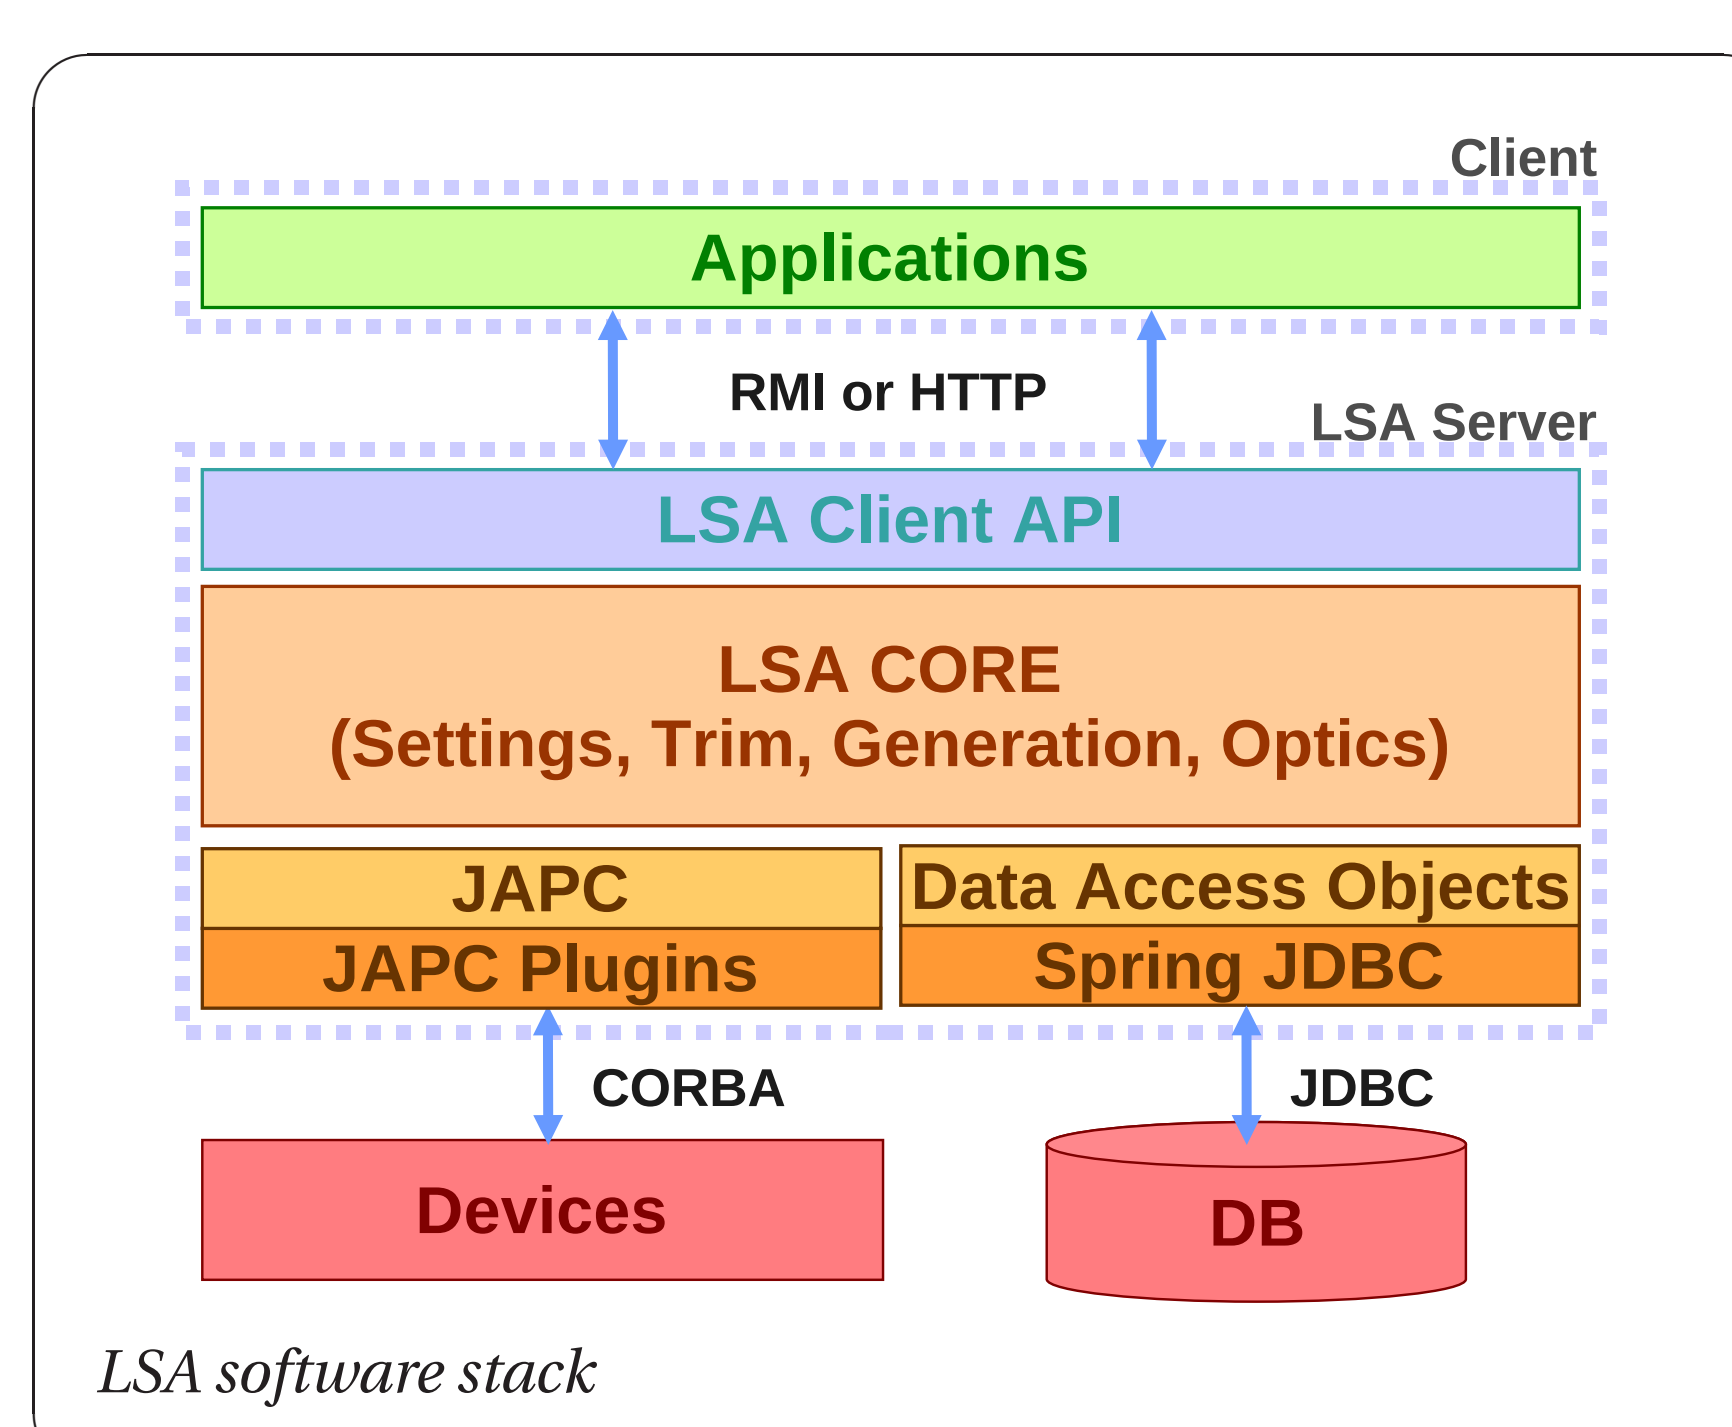 Client
Applications
RMI or HTTP
LSA Server
LSA Client API
LSA CORE
(Settings, Trim, Generation, Optics)
JAPC
Data Access Objects
JAPC Plugins
Spring JDBC
CORBA
JDBC
Devices
DB
LSA software stack